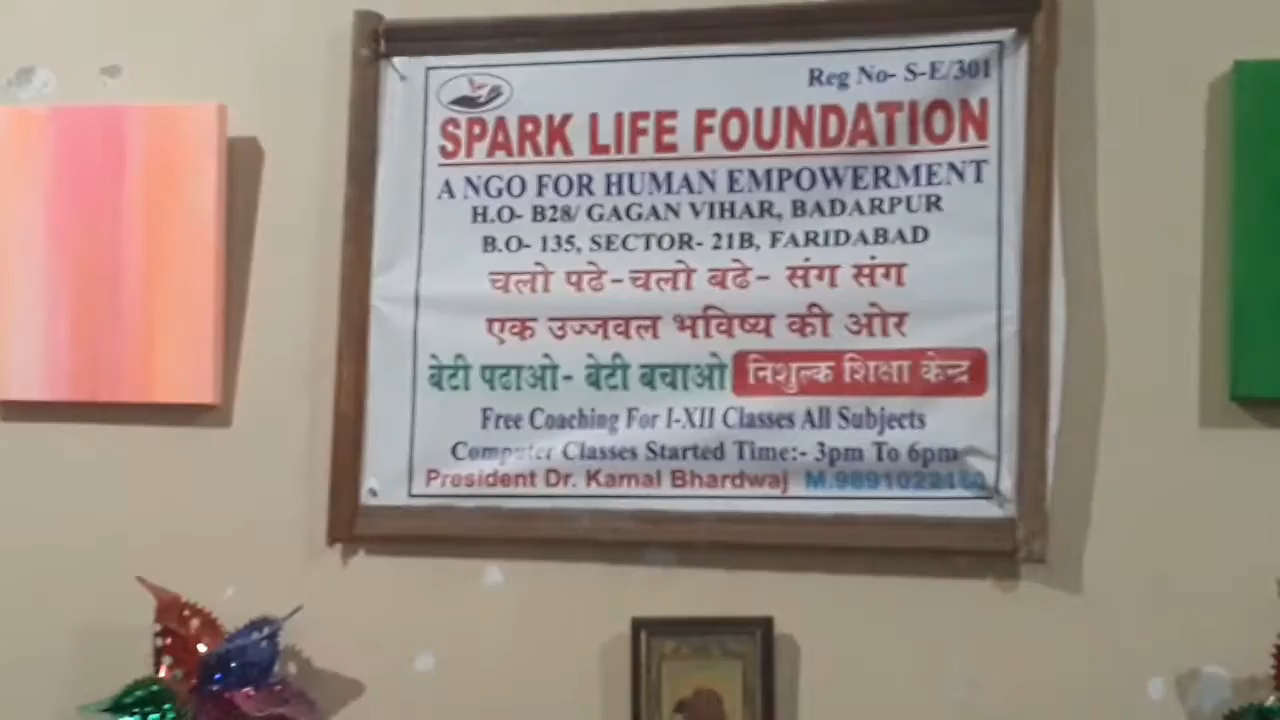 Reg No- S-E/301
SPARK LIFE FOUNDATION
A NGO FOR HUMAN EMPOWERMENT
H.O- B28/ GAGAN VIHAR, BADARPUR
B.O- 135, SECTOR- 21B, FARIDABAD
चलो पढे-चलो बढे- संग संग
एक उज्जवल भविष्य की ओर
बेटी पढाओ- बेटी बचाओ निशुल्क शिक्षा केन्द्र
Free Coaching For I-XII Classes All Subjects
Computer Classes Started Time:- 3pm To 6pm
President Dr. Kamal Bhardwaj